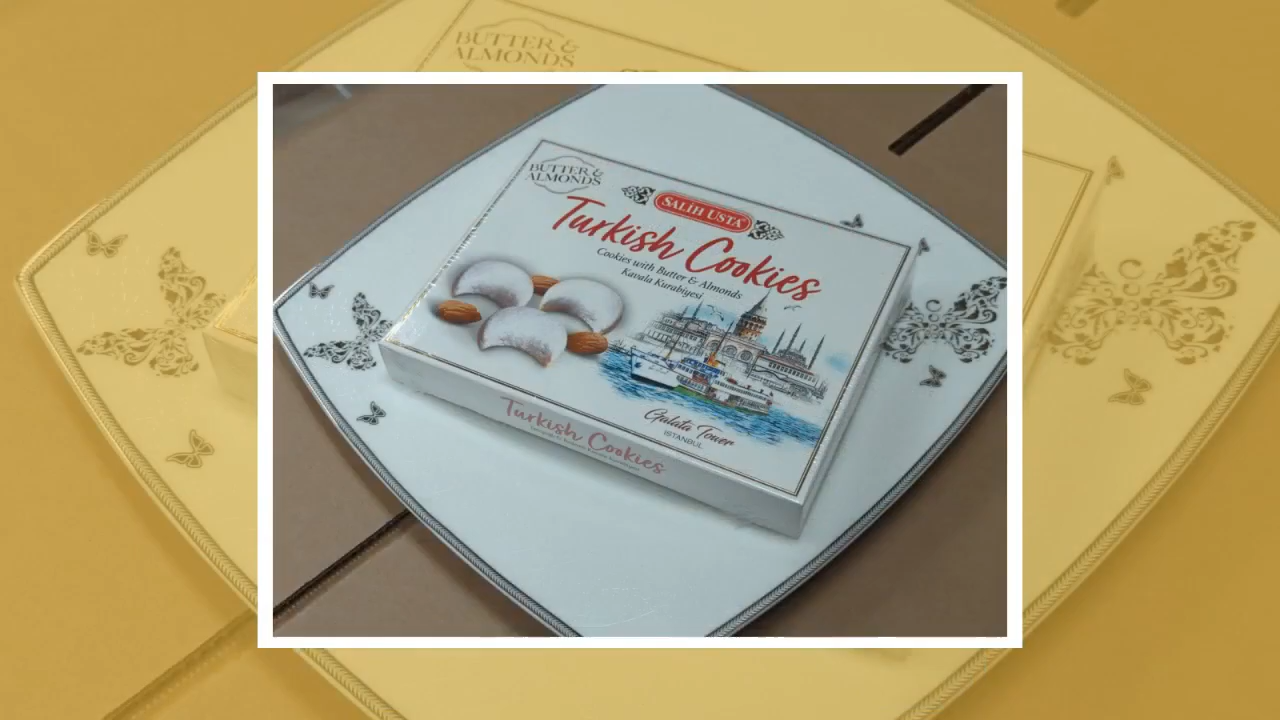 BUTTER &
ALMONDS
BUTTER &
ALMONDS
SALİH USTA
Turkish Cookies
Cookies with Butter & Almonds
Kavala Kurabiyesi
Galata Tower
ISTANBUL
Turkish Cookies